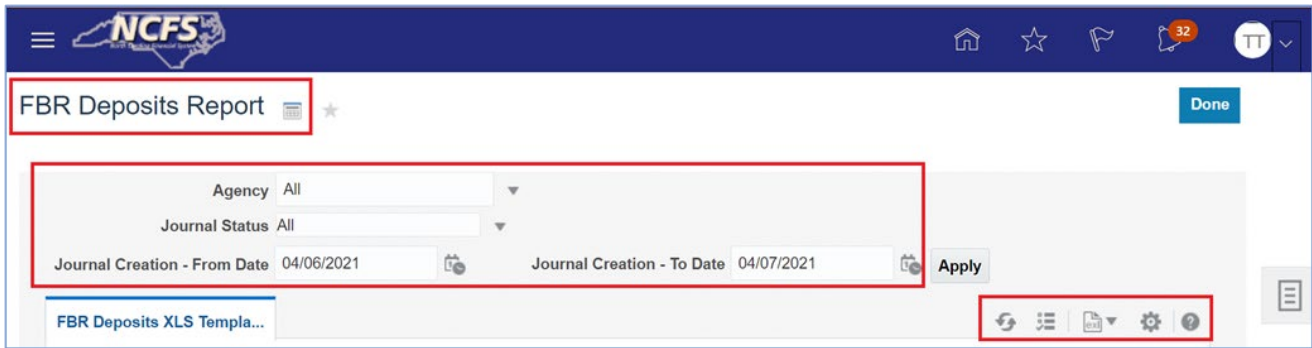 NCFS
32
TT
FBR Deposits Report
Done
Agency All
Journal Status All
Journal Creation - From Date 04/06/2021 Journal Creation - To Date 04/07/2021 Apply
FBR Deposits XLS Templa...